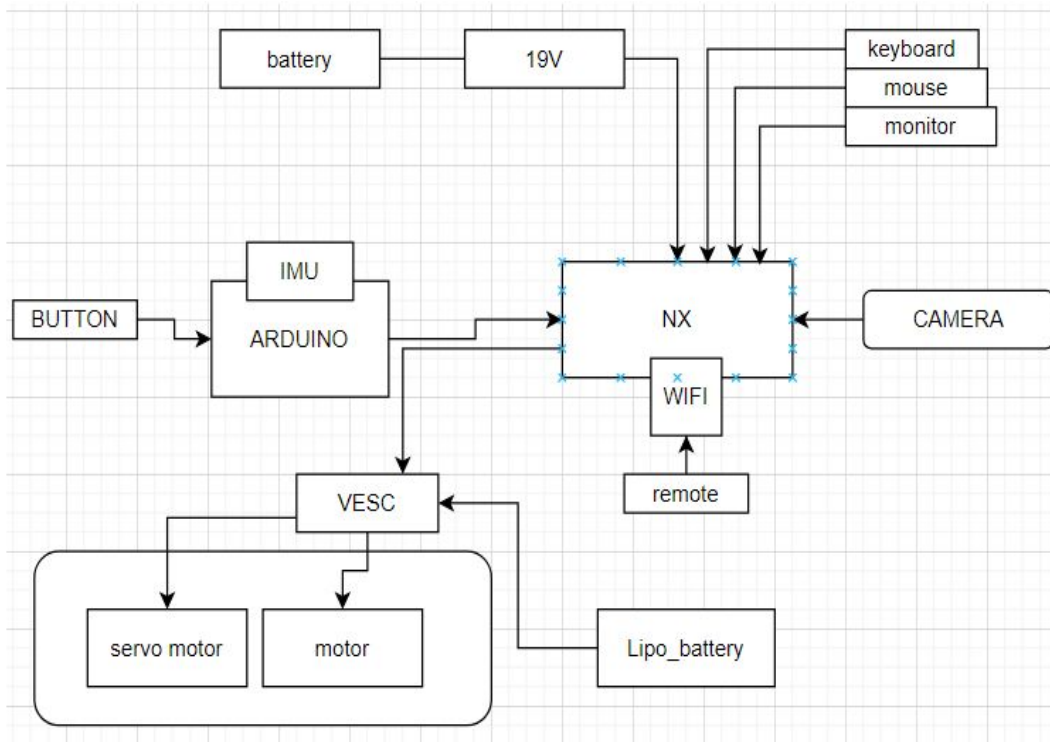 battery
19V
keyboard
mouse
monitor
IMU
BUTTON
ARDUINO
NX
CAMERA
WIFI
remote
VESC
servo motor
motor
Lipo_battery